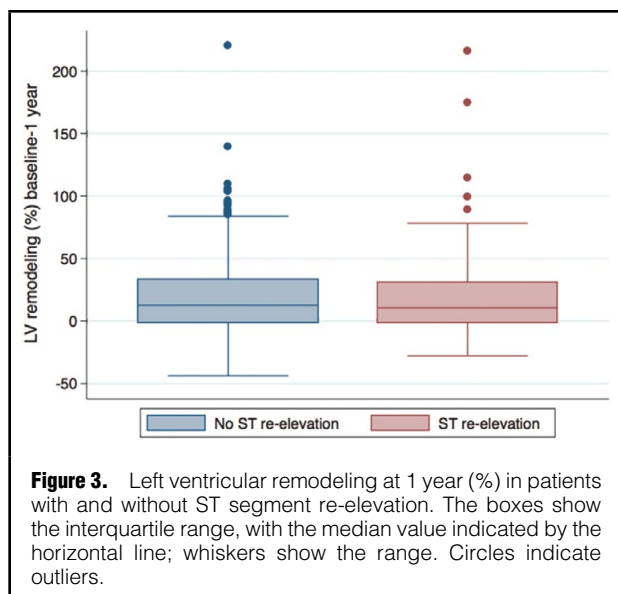 200
150
100
50
0
-50
LV remodeling (%) baseline-1 year
No ST re-elevation
ST re-elevation
Figure 3. Left ventricular remodeling at 1 year (%) in patients
with and without ST segment re-elevation. The boxes show
the interquartile range, with the median value indicated by the
horizontal line; whiskers show the range. Circles indicate
outliers.